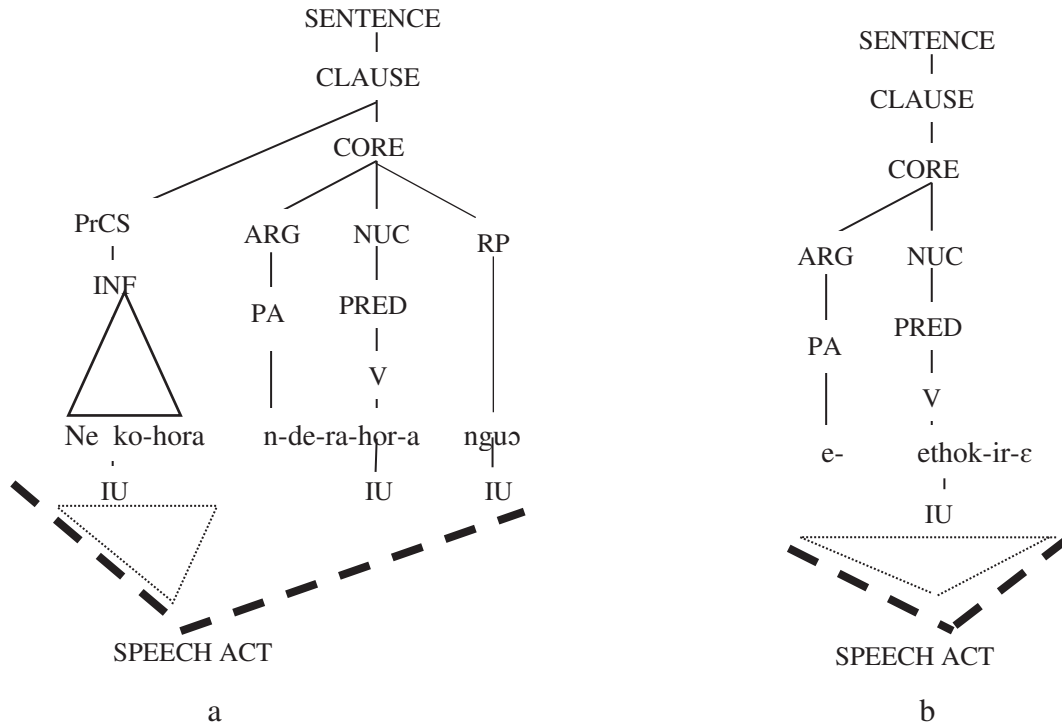 SENTENCE
CLAUSE
CORE
PrCS
ARG
NUC
RP
INF
PA
PRED
V
Ne ko-hora
n-de-ra-hor-a
nguɔ
IU
IU
IU
SPEECH ACT
a
SENTENCE
CLAUSE
CORE
ARG
NUC
PA
PRED
V
e-
ethok-ir-ɛ
IU
SPEECH ACT
b